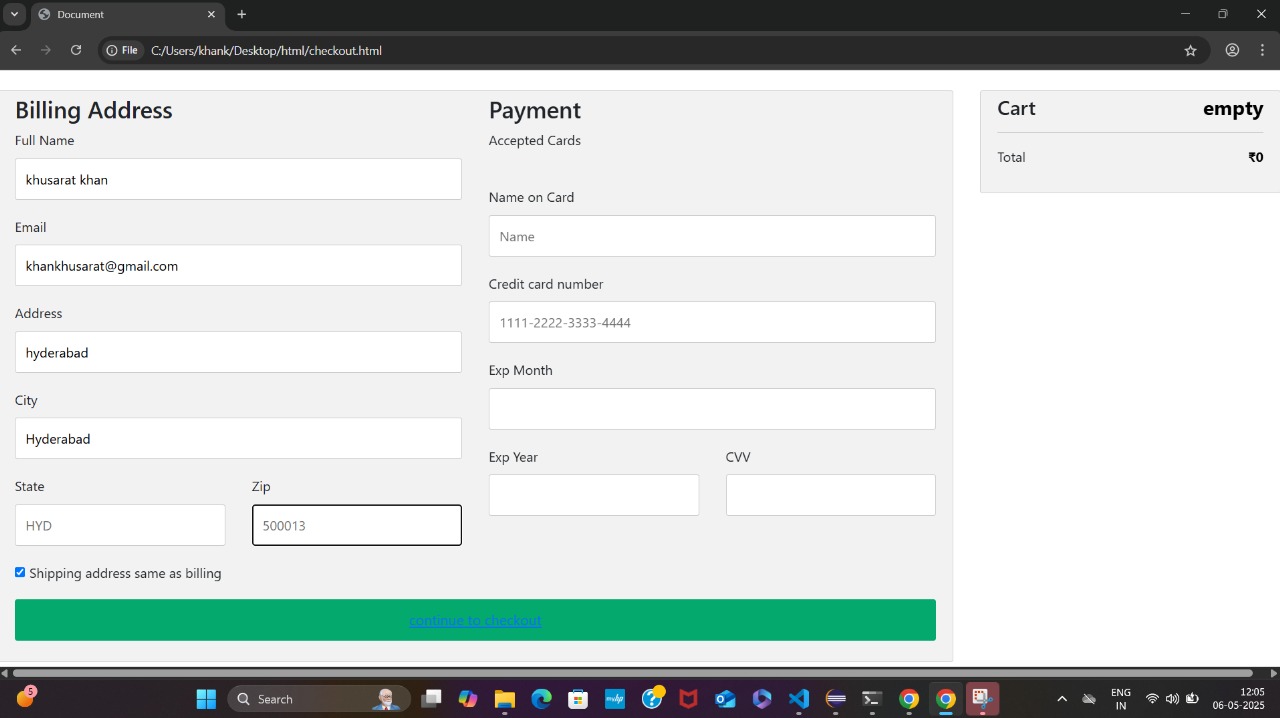 Document
File
C:/Users/khank/Desktop/html/checkout.html
Billing Address
Full Name
khusarat khan
Email
khankhusarat@gmail.com
Address
hyderabad
City
Hyderabad
State
Zip
HYD
500013
Shipping address same as billing
Payment
Accepted Cards
Name on Card
Name
Credit card number
1111-2222-3333-4444
Exp Month
Exp Year
CVV
continue to checkout
Cart
empty
Total
₹0
5
Search
myhp
ENG
IN
12:05
06-05-2025